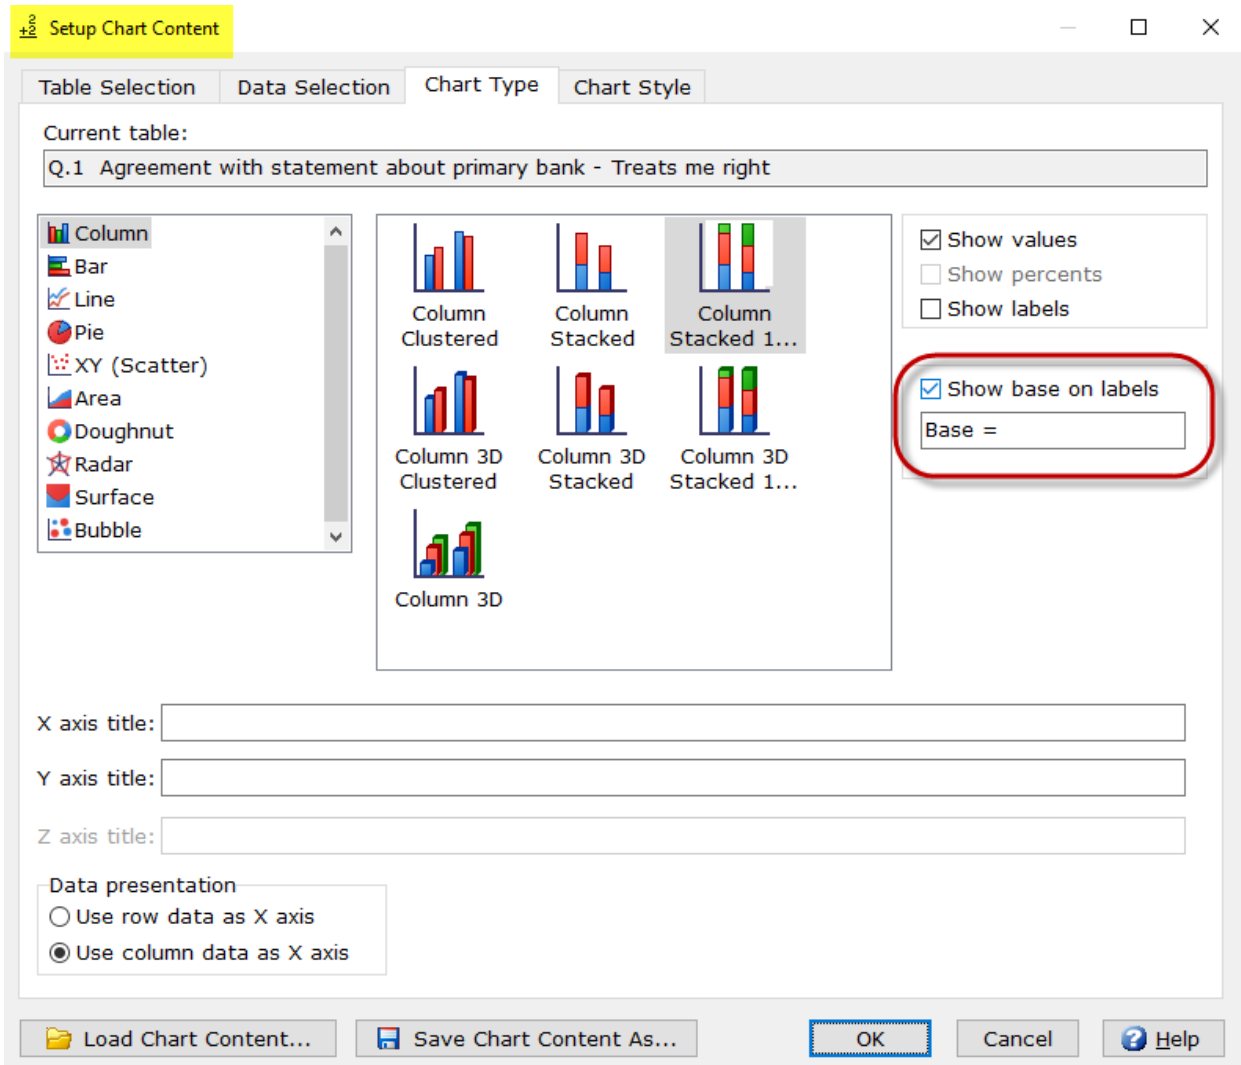 Setup Chart Content
Table Selection
Data Selection
Chart Type
Chart Style
Current table:
Q.1 Agreement with statement about primary bank - Treats me right
Column
Bar
Line
Pie
XY (Scatter)
Area
Doughnut
Radar
Surface
Bubble
Column
Clustered
Column
Stacked
Column
Stacked 1...
Column 3D
Clustered
Column 3D
Stacked
Column 3D
Stacked 1...
Column 3D
Show values
Show percents
Show labels
Show base on labels
Base =
X axis title:
Y axis title:
Z axis title:
Data presentation
Use row data as X axis
Use column data as X axis
Load Chart Content...
Save Chart Content As...
OK
Cancel
Help